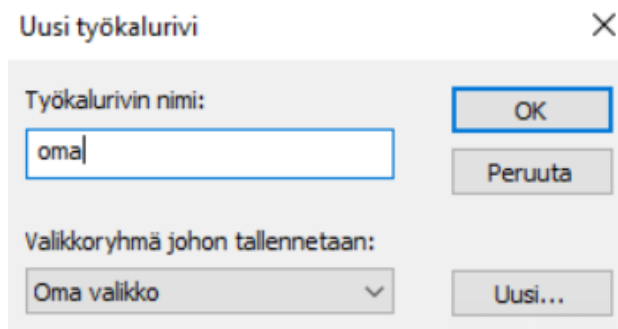 Uusi työkalurivi
Työkalurivin nimi:
oma
OK
Peruuta
Valikkoryhmä johon tallennetaan:
Oma valikko
Uusi...